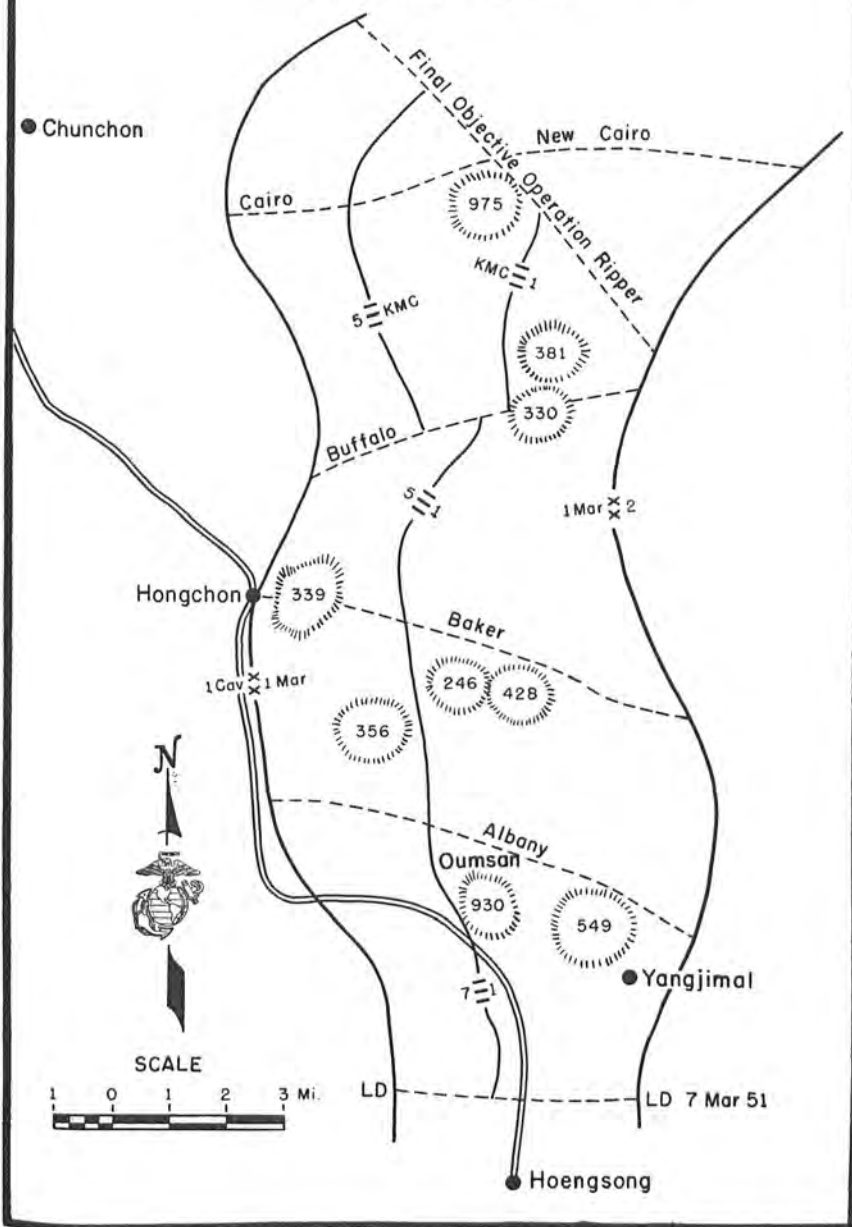 Final Objective Operation Ripper
Chunchon
New Cairo
Cairo
975
KMC 1
5 KMC
381
330
Buffalo
5 1
1 Mar XX 2
Hongchon
339
Baker
246
428
1 Cav XX 1 Mar
356
N
Albany
Oumsan
930
549
Yangjimal
7 1
SCALE
1 0 1 2 3 Mi.
LD
LD 7 Mar 51
Hoengsong